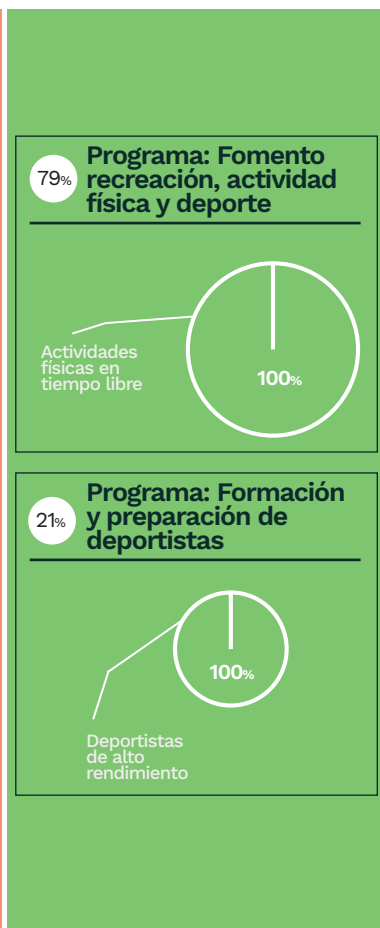 79%
Programa: Fomento
recreación, actividad
física y deporte
Actividades
físicas en
tiempo libre
100%
21%
Programa: Formación
y preparación de
deportistas
100%
Deportistas
de alto
rendimiento